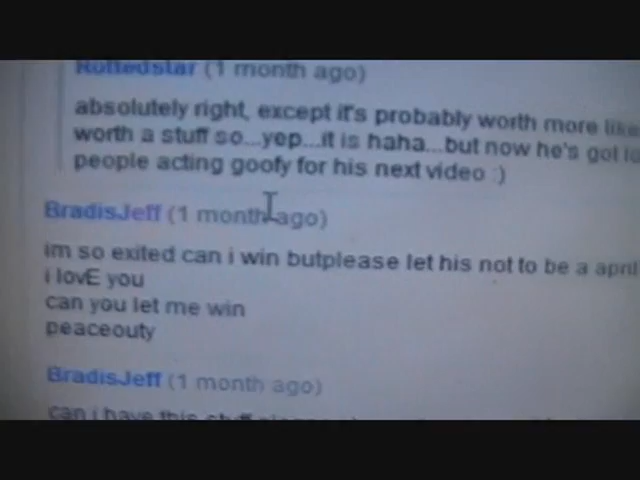 Rottedstar (1 month ago)
absolutely right, except it's probably worth more like
worth a stuff so...yep...it is haha...but now he's got
people acting goofy for his next video :)
BradisJeff (1 month ago)
im so exited can i win butplease let his not to be a april
i lovE you
can you let me win
peaceouty
BradisJeff (1 month ago)
can i have this stuff